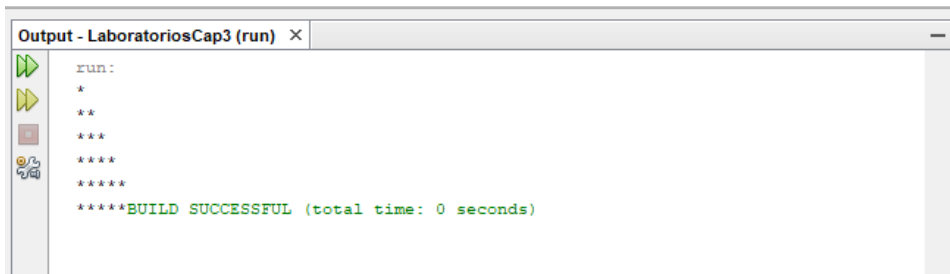 Output - LaboratoriosCap3 (run) ×
run:
*
**
***
****
*****
*****BUILD SUCCESSFUL (total time: 0 seconds)